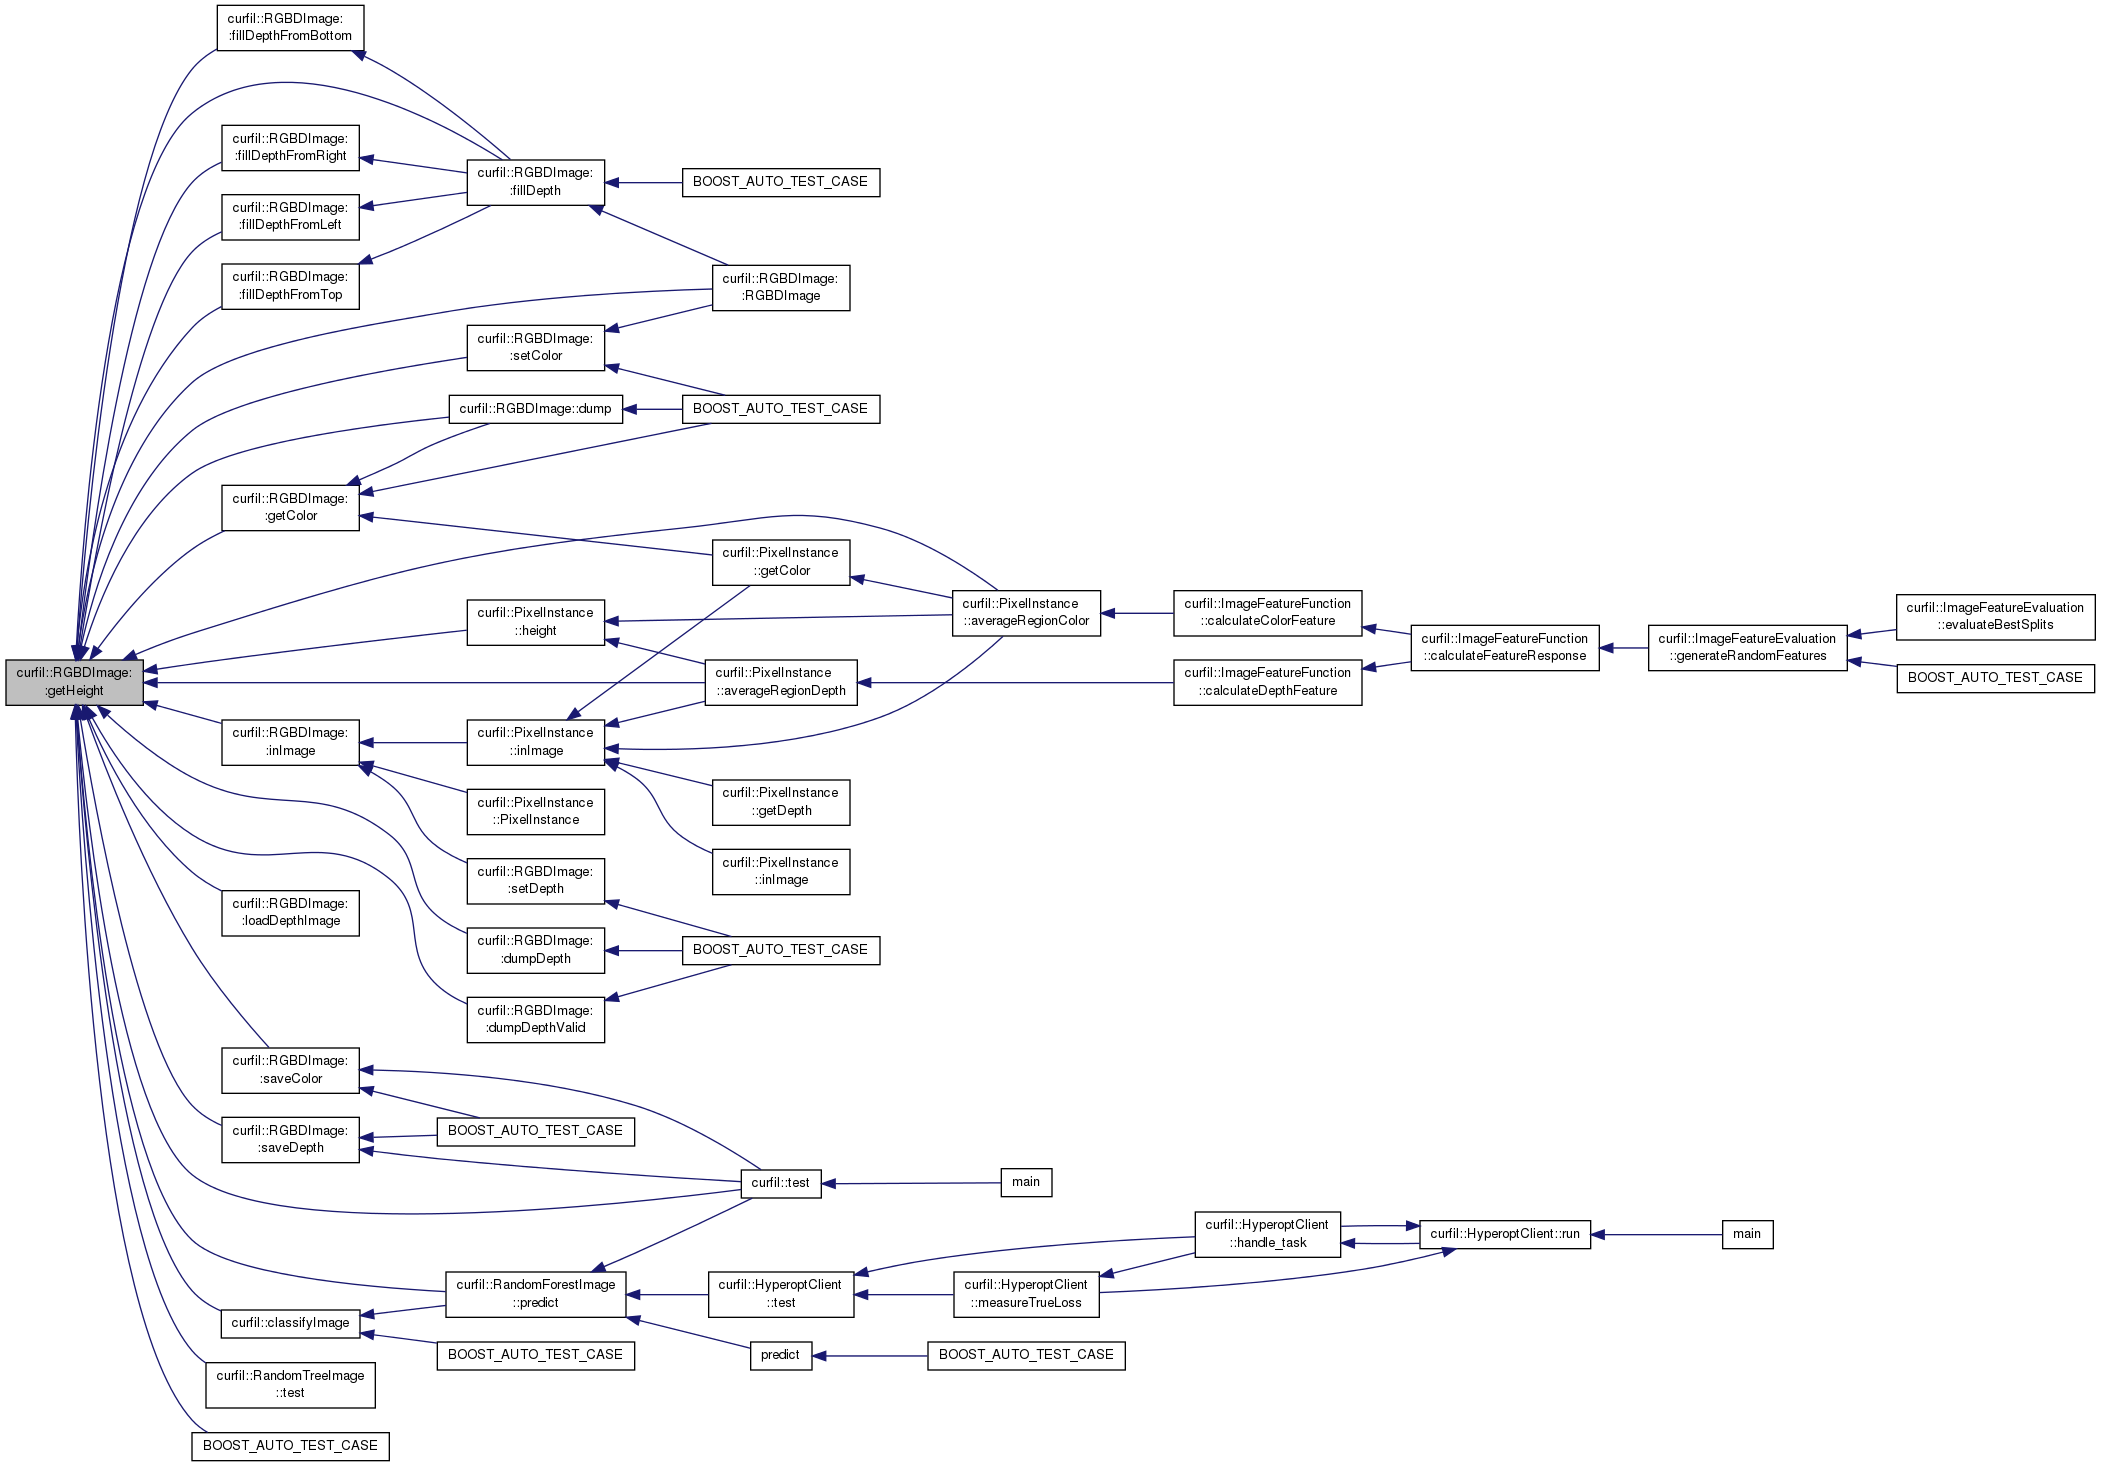 curfil::RGBDImage:
:fillDepthFromBottom
curfil::RGBDImage:
:fillDepthFromRight
curfil::RGBDImage:
:fillDepth
BOOST_AUTO_TEST_CASE
curfil::RGBDImage:
:fillDepthFromLeft
curfil::RGBDImage:
:fillDepthFromTop
curfil::RGBDImage:
:RGBDImage
curfil::RGBDImage:
:setColor
curfil::RGBDImage::dump
BOOST_AUTO_TEST_CASE
curfil::RGBDImage:
:getColor
curfil::PixelInstance
::getColor
curfil::PixelInstance
::height
curfil::PixelInstance
::averageRegionColor
curfil::ImageFeatureFunction
::calculateColorFeature
curfil::ImageFeatureFunction
::calculateFeatureResponse
curfil::ImageFeatureEvaluation
::generateRandomFeatures
curfil::ImageFeatureEvaluation
::evaluateBestSplits
BOOST_AUTO_TEST_CASE
curfil::RGBDImage:
:getHeight
curfil::PixelInstance
::averageRegionDepth
curfil::ImageFeatureFunction
::calculateDepthFeature
curfil::RGBDImage:
:inImage
curfil::PixelInstance
::inImage
curfil::PixelInstance
::PixelInstance
curfil::PixelInstance
::getDepth
curfil::PixelInstance
::inImage
curfil::RGBDImage:
:setDepth
curfil::RGBDImage:
:loadDepthImage
curfil::RGBDImage:
:dumpDepth
BOOST_AUTO_TEST_CASE
curfil::RGBDImage:
:dumpDepthValid
curfil::RGBDImage:
:saveColor
curfil::RGBDImage:
:saveDepth
BOOST_AUTO_TEST_CASE
curfil::test
main
curfil::HyperoptClient
::handle_task
curfil::HyperoptClient::run
main
curfil::RandomForestImage
::predict
curfil::HyperoptClient
::test
curfil::HyperoptClient
::measureTrueLoss
curfil::classifyImage
BOOST_AUTO_TEST_CASE
predict
BOOST_AUTO_TEST_CASE
curfil::RandomTreeImage
::test
BOOST_AUTO_TEST_CASE